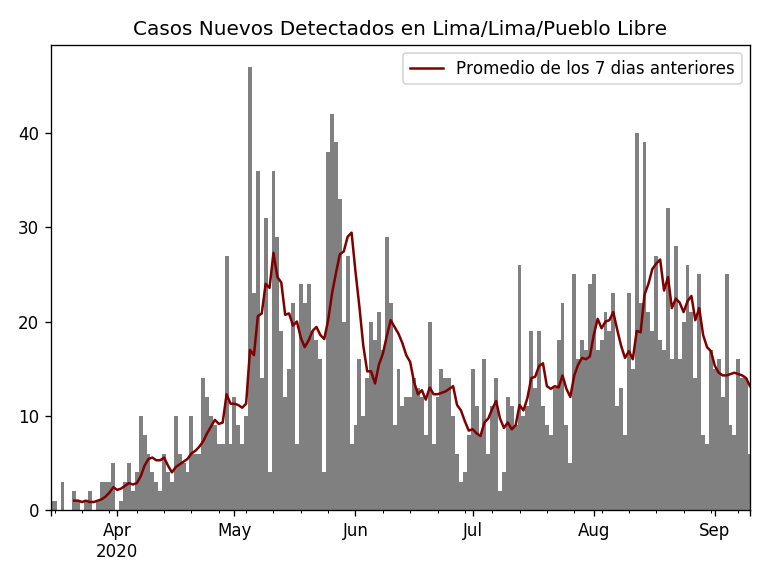 Casos Nuevos Detectados en Lima/Lima/Pueblo Libre
Promedio de los 7 dias anteriores
40
30
20
10
0
Apr May Jun Jul Aug Sep
2020